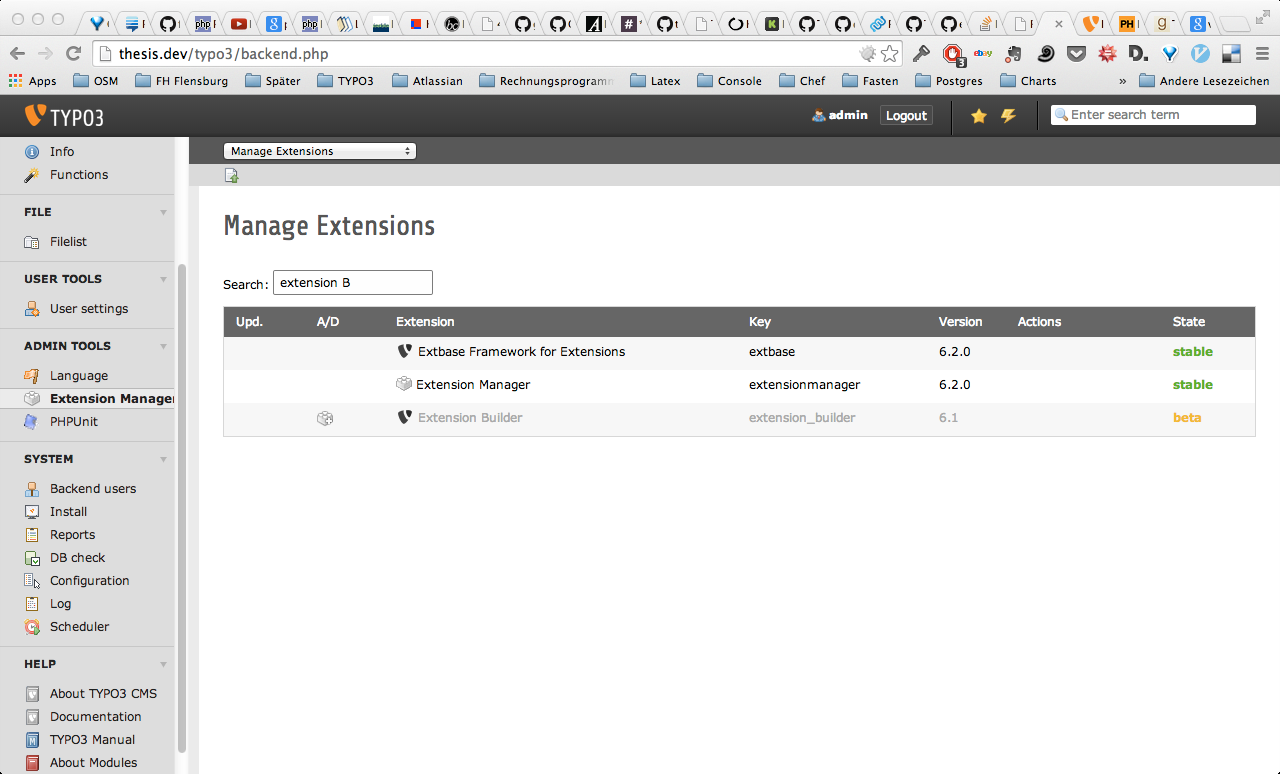 thesis.dev/typo3/backend.php
3
ebay
D.
Apps OSM FH Flensburg Später TYPO3 Atlassian Rechnungsprogramm Latex Console Chef Fasten Postgres Charts » Andere Lesezeichen
TYPO3 admin Logout Enter search term
Manage Extensions
Info
Functions
FILE
Filelist
USER TOOLS
User settings
ADMIN TOOLS
Language
Extension Manager
PHPUnit
SYSTEM
Backend users
Install
Reports
DB check
Configuration
Log
Scheduler
HELP
About TYPO3 CMS
Documentation
TYPO3 Manual
About Modules
Manage Extensions
Search: extension B
Upd. A/D Extension Key Version Actions State
Extbase Framework for Extensions extbase 6.2.0 stable
Extension Manager extensionmanager 6.2.0 stable
Extension Builder extension_builder 6.1 beta